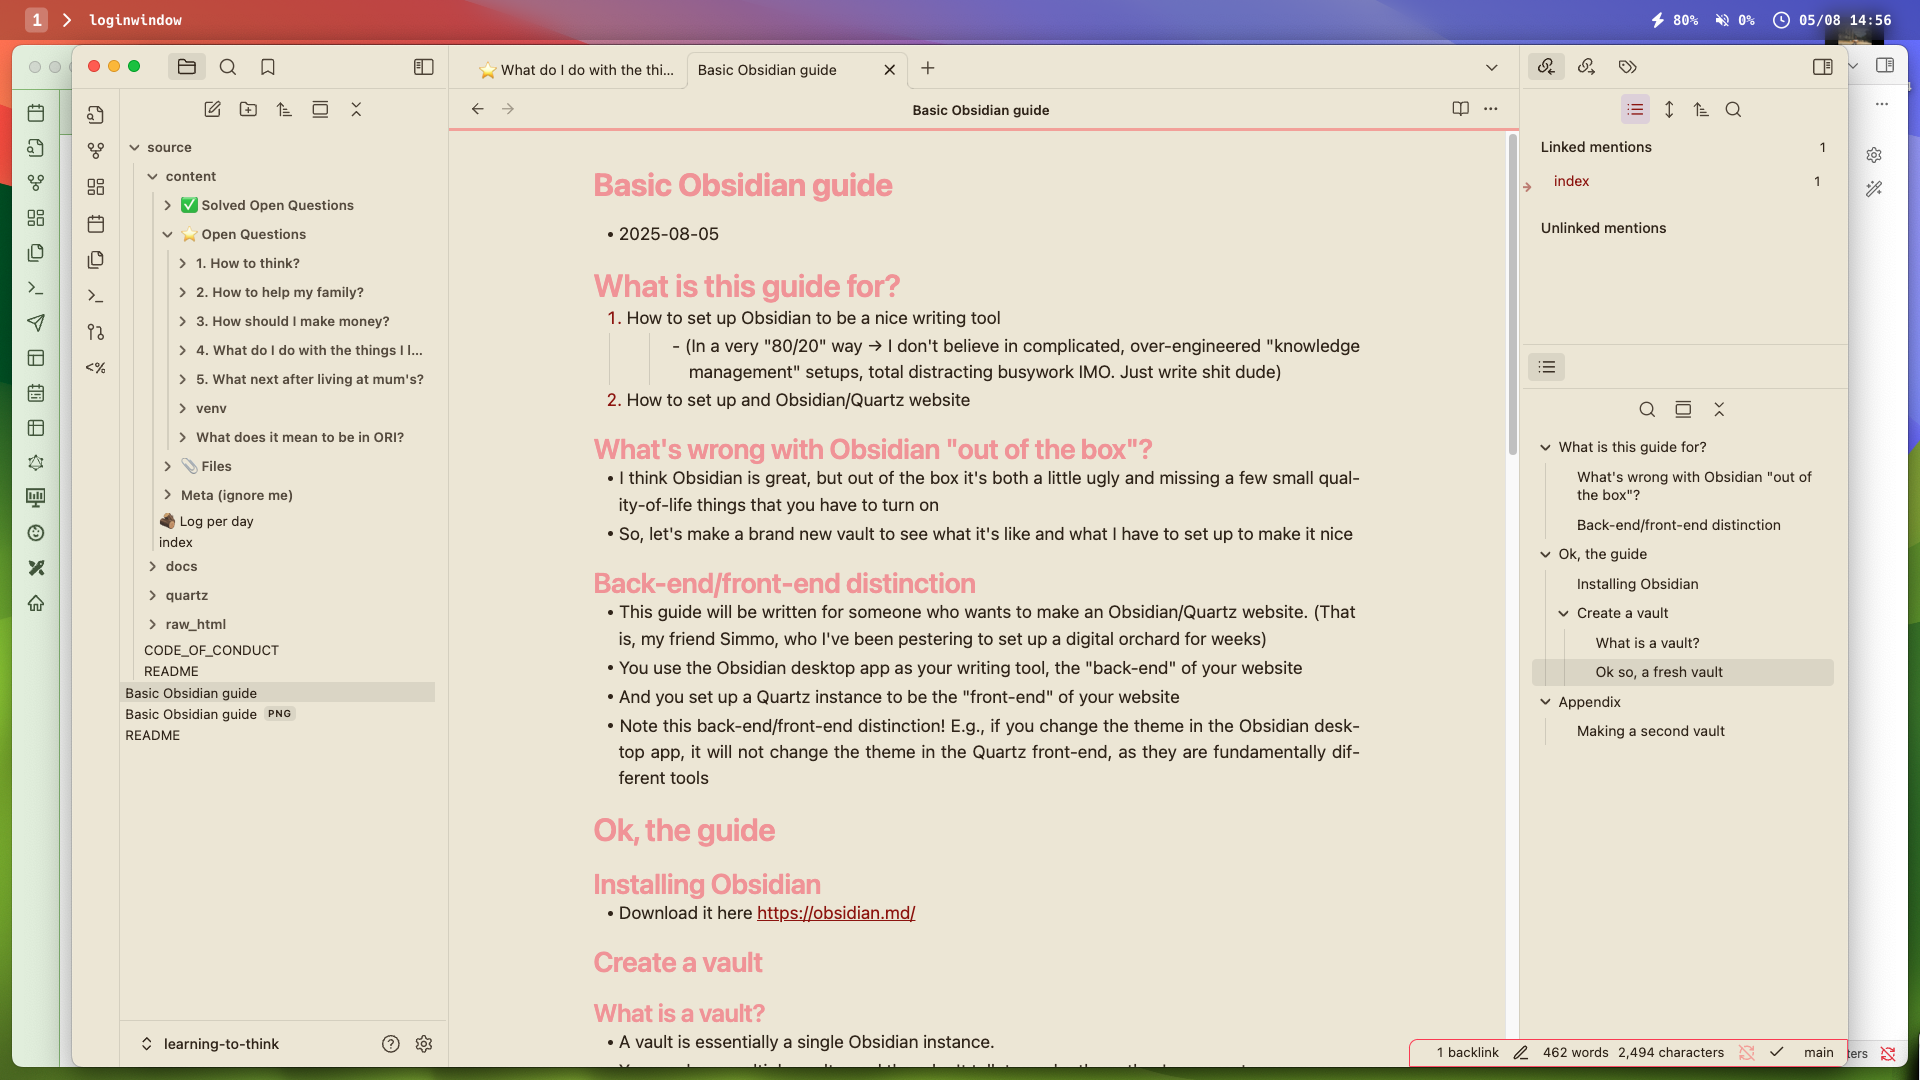 1 loginwindow
80% 0% 05/08 14:56
⭐ What do I do with the thi...
Basic Obsidian guide
Basic Obsidian guide
source
content
✅ Solved Open Questions
⭐ Open Questions
1. How to think?
2. How to help my family?
3. How should I make money?
4. What do I do with the things I l...
5. What next after living at mum's?
venv
What does it mean to be in ORI?
📎 Files
Meta (ignore me)
🪵 Log per day
index
docs
quartz
raw_html
CODE_OF_CONDUCT
README
Basic Obsidian guide
Basic Obsidian guide PNG
README
learning-to-think
Basic Obsidian guide
• 2025-08-05
What is this guide for?
1. How to set up Obsidian to be a nice writing tool
- (In a very "80/20" way → I don't believe in complicated, over-engineered "knowledge
management" setups, total distracting busywork IMO. Just write shit dude)
2. How to set up and Obsidian/Quartz website
What's wrong with Obsidian "out of the box"?
• I think Obsidian is great, but out of the box it's both a little ugly and missing a few small qual-
ity-of-life things that you have to turn on
• So, let's make a brand new vault to see what it's like and what I have to set up to make it nice
Back-end/front-end distinction
• This guide will be written for someone who wants to make an Obsidian/Quartz website. (That
is, my friend Simmo, who I've been pestering to set up a digital orchard for weeks)
• You use the Obsidian desktop app as your writing tool, the "back-end" of your website
• And you set up a Quartz instance to be the "front-end" of your website
• Note this back-end/front-end distinction! E.g., if you change the theme in the Obsidian desk-
top app, it will not change the theme in the Quartz front-end, as they are fundamentally dif-
ferent tools
Ok, the guide
Installing Obsidian
• Download it here https://obsidian.md/
Create a vault
What is a vault?
• A vault is essentially a single Obsidian instance.
Linked mentions 1
index 1
Unlinked mentions
What is this guide for?
What's wrong with Obsidian "out of
the box"?
Back-end/front-end distinction
Ok, the guide
Installing Obsidian
Create a vault
What is a vault?
Ok so, a fresh vault
Appendix
Making a second vault
1 backlink 462 words 2,494 characters main
ters